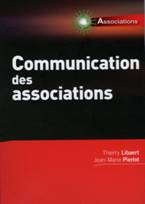 Associations
Communication
des
associations
Thierry Libaert
Jean-Marie Pierlot